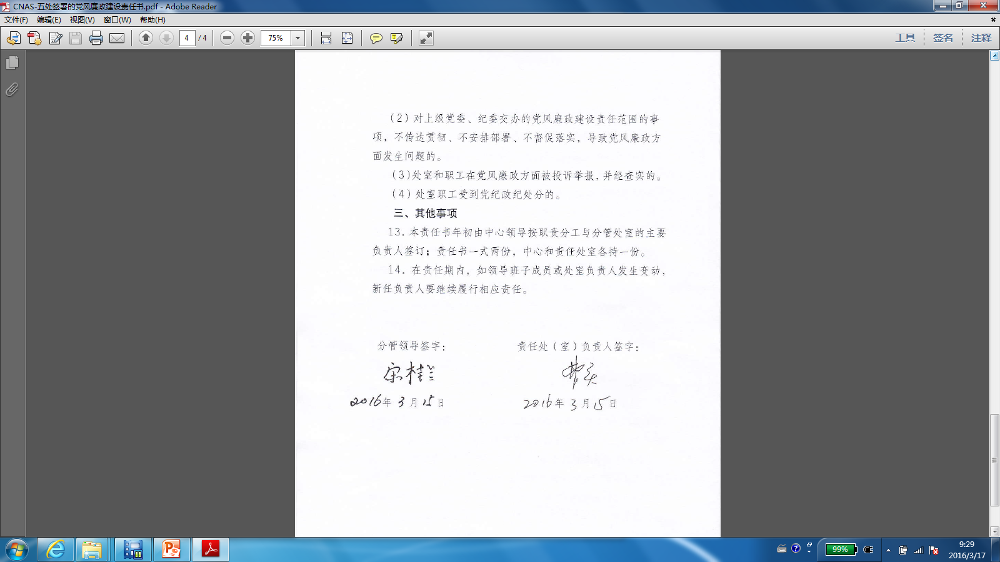 CNAS-五处签署的党风廉政建设责任书.pdf - Adobe Reader
文件(F) 编辑(E) 视图(V) 窗口(W) 帮助(H)
4 / 4 75% 工具 签名 注释
（2）对上级党委、纪委交办的党风廉政建设责任范围的事
项，不传达贯彻、不安排部署、不督促落实，导致党风廉政方
面发生问题的。
（3)处室和职工在党风廉政方面被投诉举报，并经查实的。
（4）处室职工受到党纪政纪处分的。
三、其他事项
13.本责任书年初由中心领导按职责分工与分管处室的主要
负责人签订；责任书一式两份，中心和责任处室各持一份。
14.在责任期内，如领导班子成员或处室负责人发生变动，
新任负责人要继续履行相应责任。
分管领导签字： 责任处（室）负责人签字：
宋桂兰
2016年 3 月 15 日 2016年 3 月 15 日
99%
9:29
2016/3/17